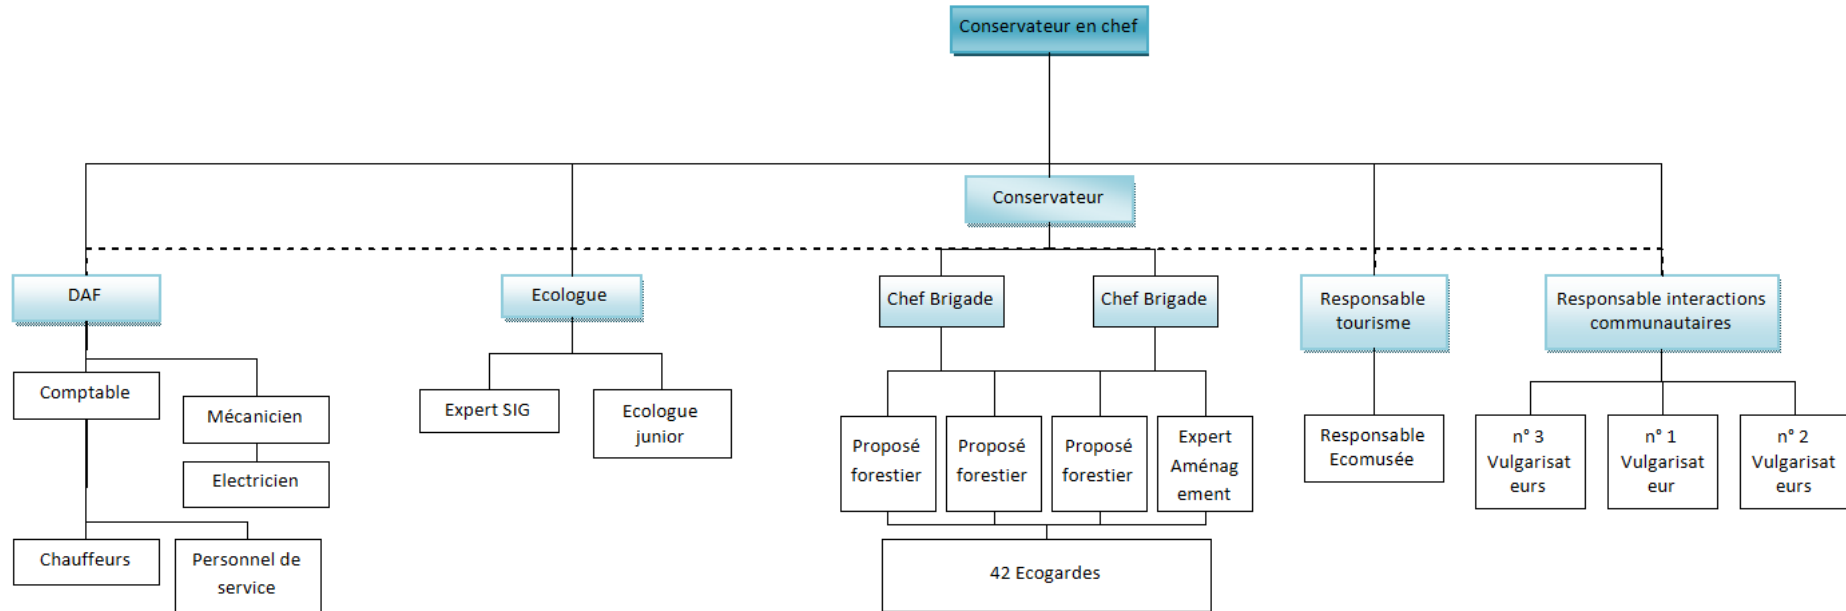 Conservateur en chef
Conservateur
DAF
Ecologue
Chef Brigade
Chef Brigade
Responsable
tourisme
Responsable interactions
communautaires
Comptable
Mécanicien
Electricien
Chauffeurs
Personnel de
service
Expert SIG
Ecologue
junior
Proposé
forestier
Proposé
forestier
Proposé
forestier
Expert
Aménag
ement
42 Ecogardes
Responsable
Ecomusée
n° 3
Vulgarisat
eurs
n° 1
Vulgarisat
eur
n° 2
Vulgarisat
eurs